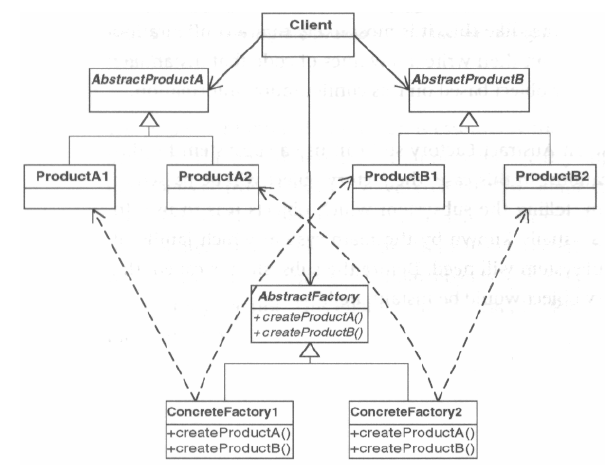 Client
AbstractProductA
AbstractProductB
ProductA1
ProductA2
ProductB1
ProductB2
AbstractFactory
+createProductA()
+createProductB()
ConcreteFactory1
+createProductA()
+createProductB()
ConcreteFactory2
+createProductA()
+createProductB()